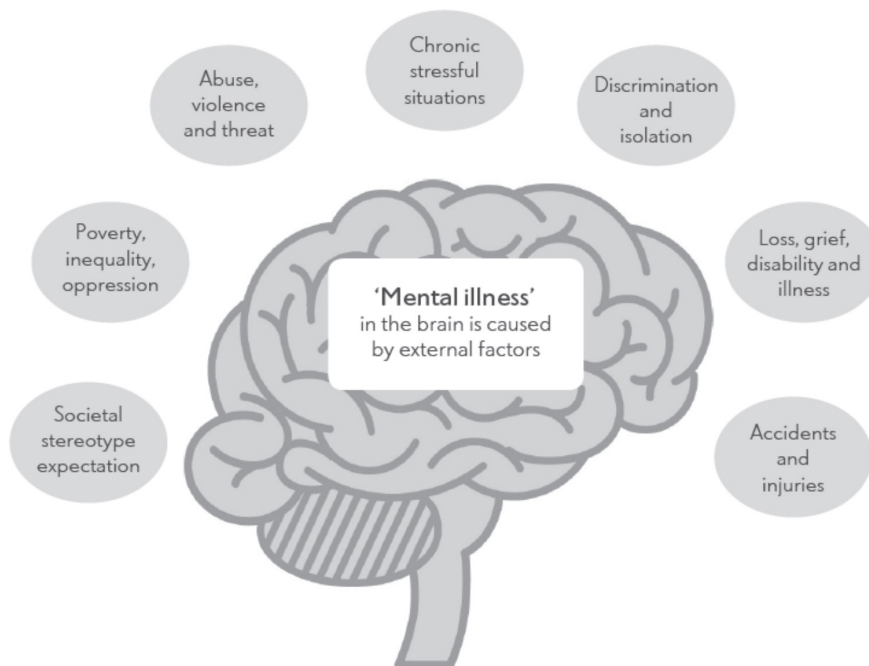 Chronic
stressful
situations
Abuse,
violence
and threat
Discrimination
and
isolation
Poverty,
inequality,
oppression
Loss, grief,
disability and
illness
‘Mental illness’
in the brain is caused
by external factors
Societal
stereotype
expectation
Accidents
and
injuries